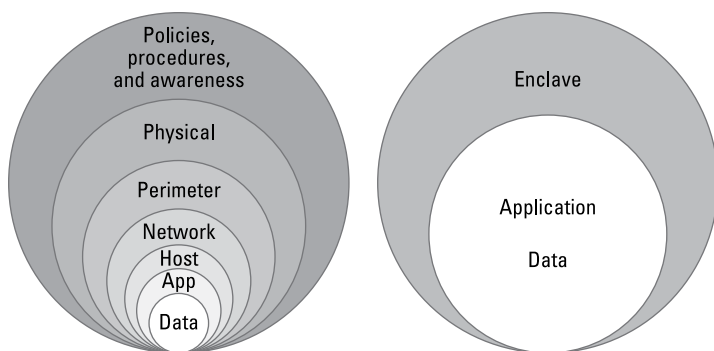 Policies,
procedures,
and awareness
Physical
Perimeter
Network
Host
App
Data
Enclave
Application
Data